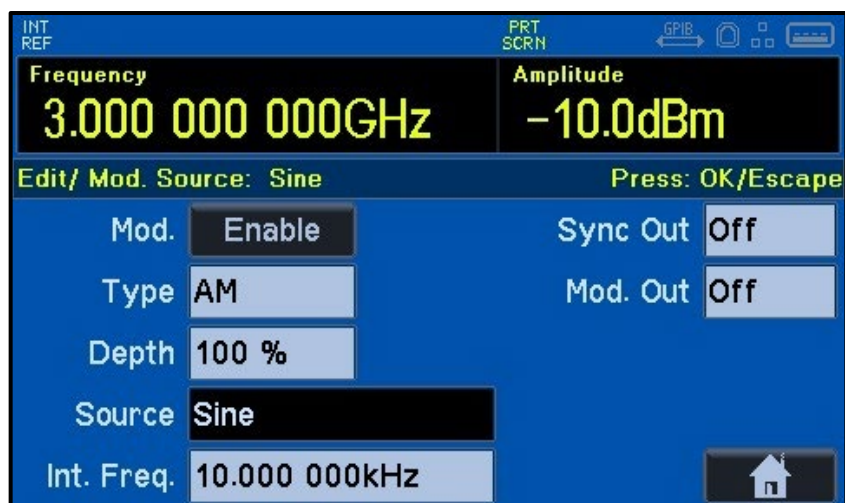 INT
REF
PRT
SCRN
GPIB
Frequency
3.000 000 000GHz
Amplitude
-10.0dBm
Edit/ Mod. Source: Sine
Press: OK/Escape
Mod. Enable
Sync Out Off
Type AM
Mod. Out Off
Depth 100 %
Source Sine
Int. Freq. 10.000 000kHz